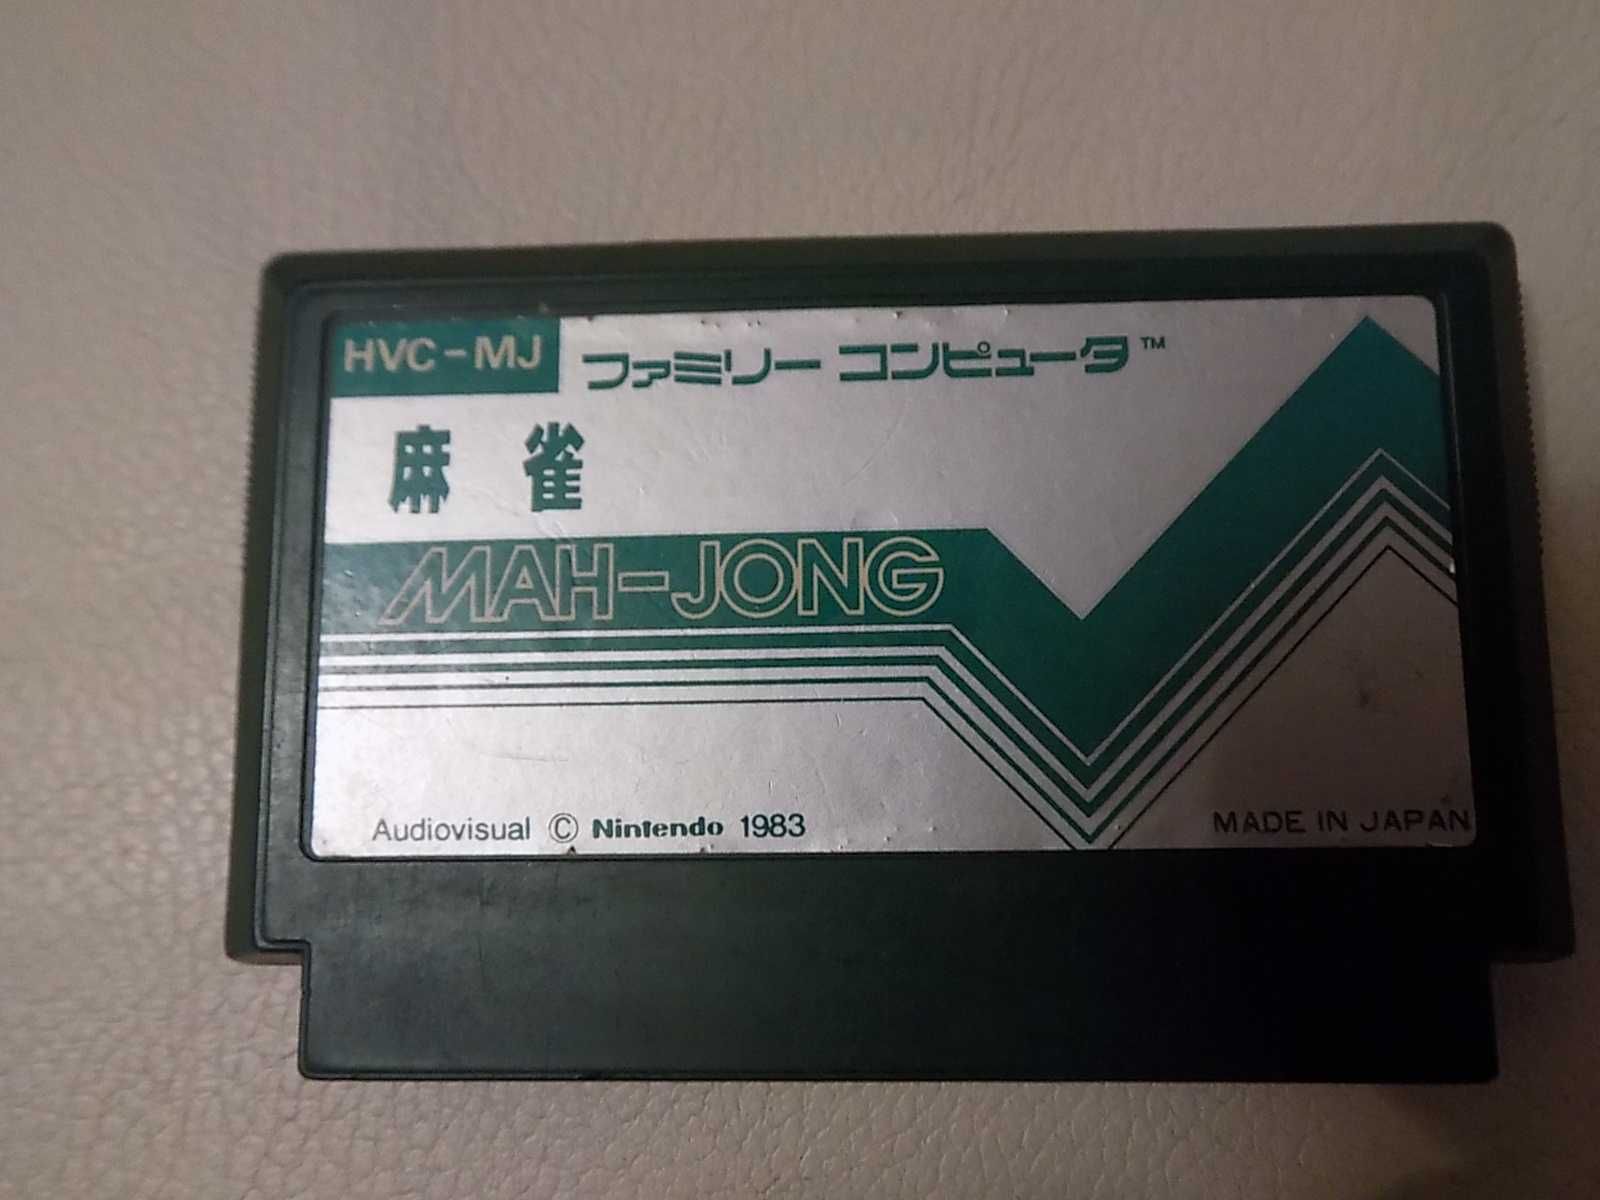 HVC-MJ
ファミリー コンピュータ™
麻雀
MAH-JONG
Audiovisual © Nintendo 1983
MADE IN JAPAN